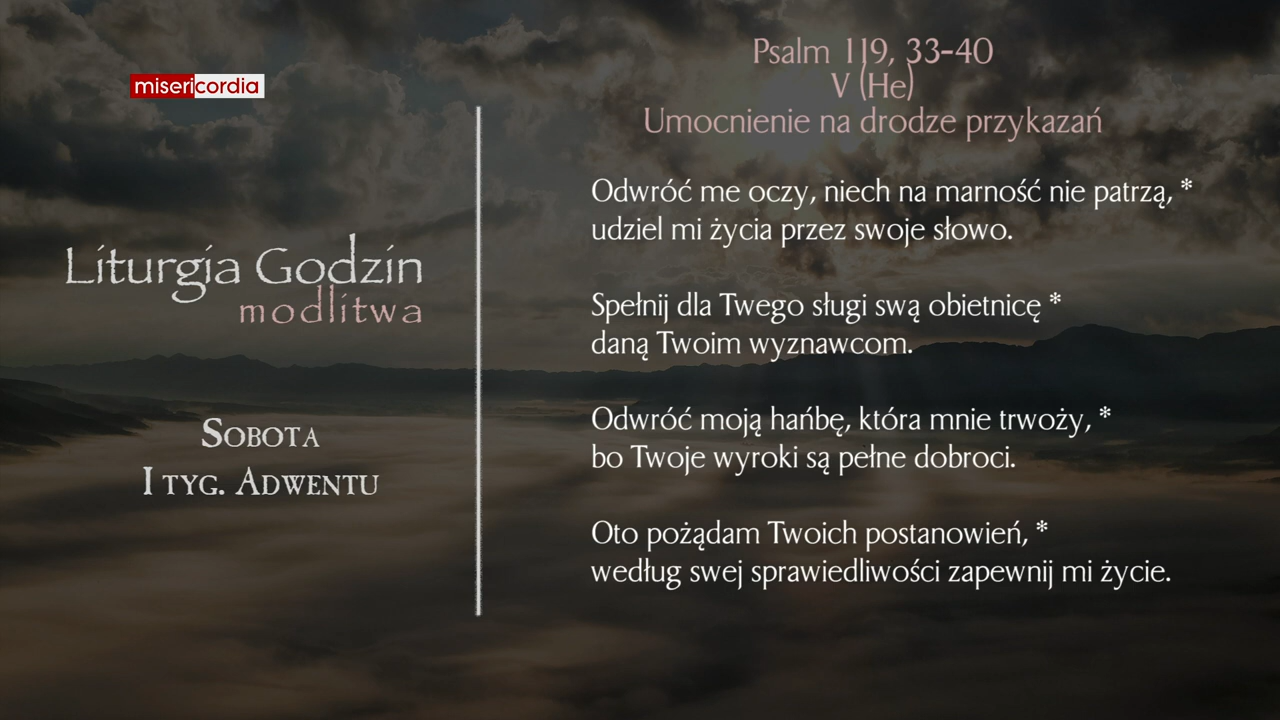 misericordia
Liturgia Godzin
modlitwa
Sobota
I tyg. Adwentu
Psalm 119, 33-40
V (He)
Umocnienie na drodze przykazań
Odwróć me oczy, niech na marność nie patrzą, *
udziel mi życia przez swoje słowo.
Spełnij dla Twego sługi swą obietnicę *
daną Twoim wyznawcom.
Odwróć moją hańbę, która mnie trwoży, *
bo Twoje wyroki są pełne dobroci.
Oto pożądam Twoich postanowień, *
według swej sprawiedliwości zapewnij mi życie.